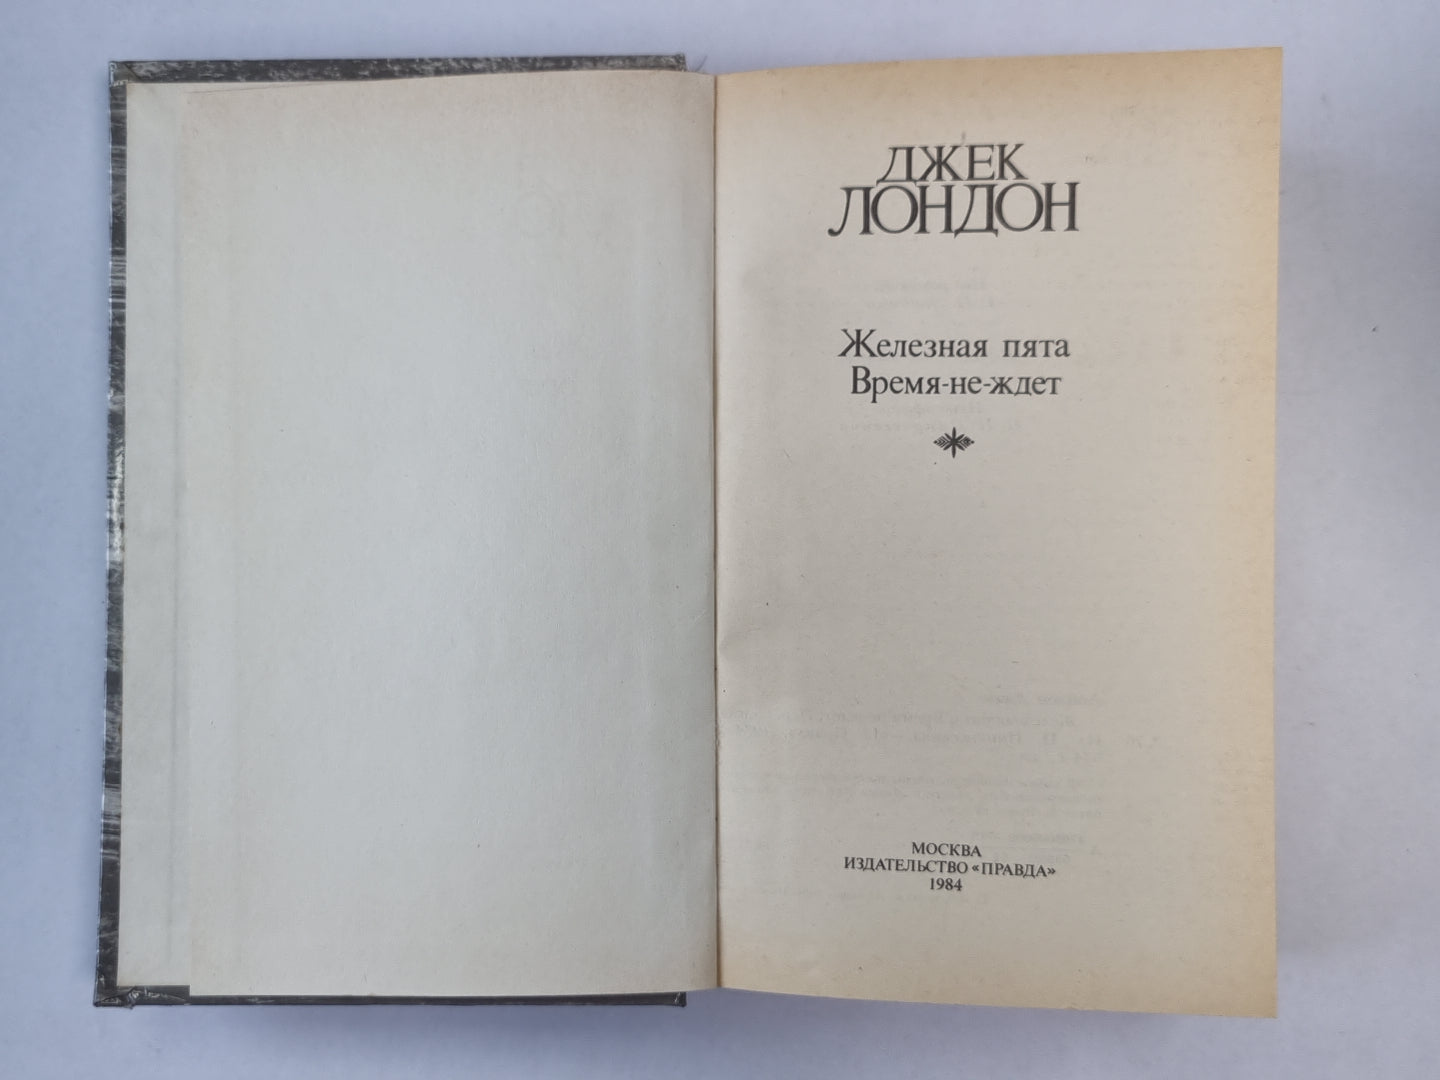 ДЖЕК
ЛОНДОН
Железная пята
Время-не-ждет
МОСКВА
ИЗДАТЕЛЬСТВО «ПРАВДА»
1984